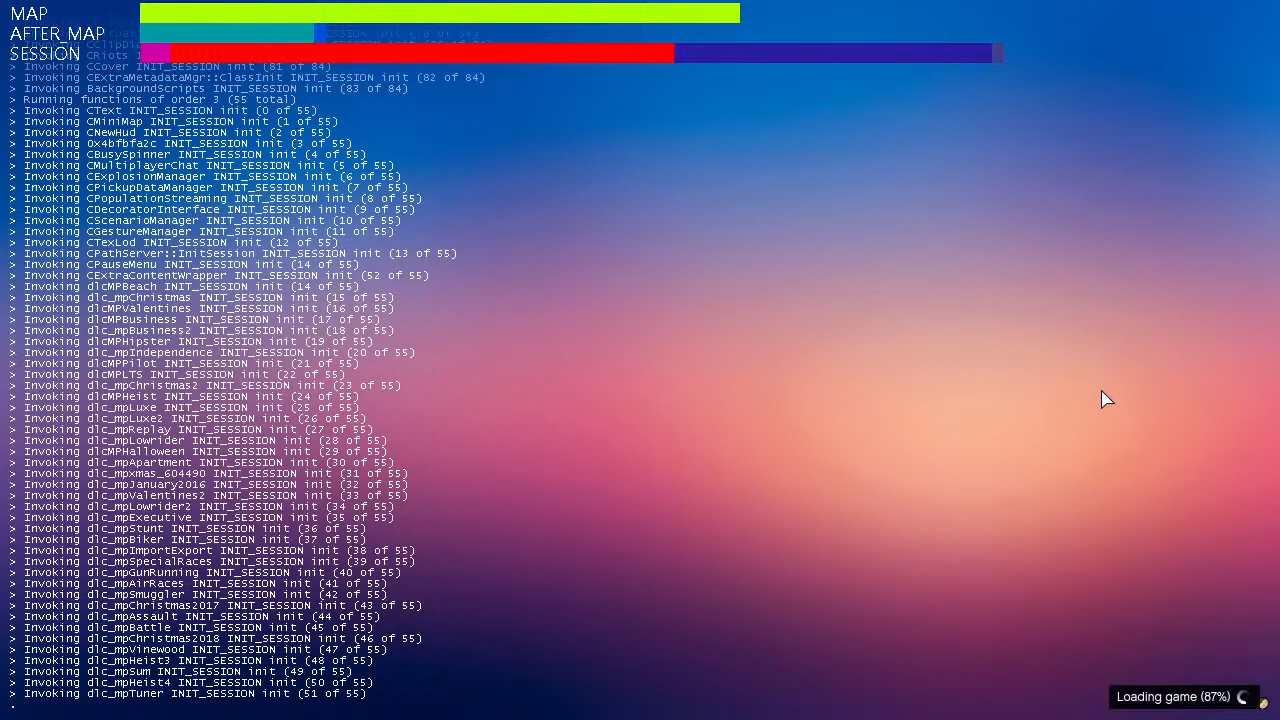 MAP
AFTER_MAP
SESSION
> Invoking CCover INIT_SESSION init (81 of 84)
> Invoking CExtraMetadataMgr::ClassInit INIT_SESSION init (82 of 84)
> Invoking BackgroundScripts INIT_SESSION init (83 of 84)
> Running functions of order 3 (55 total)
> Invoking CText INIT_SESSION init (0 of 55)
> Invoking CMiniMap INIT_SESSION init (1 of 55)
> Invoking CNewHud INIT_SESSION init (2 of 55)
> Invoking 0x4bfbfa2c INIT_SESSION init (3 of 55)
> Invoking CBusySpinner INIT_SESSION init (4 of 55)
> Invoking CMultiplayerChat INIT_SESSION init (5 of 55)
> Invoking CExplosionManager INIT_SESSION init (6 of 55)
> Invoking CPickupDataManager INIT_SESSION init (7 of 55)
> Invoking CPopulationStreaming INIT_SESSION init (8 of 55)
> Invoking CDecoratorInterface INIT_SESSION init (9 of 55)
> Invoking CScenarioManager INIT_SESSION init (10 of 55)
> Invoking CGestureManager INIT_SESSION init (11 of 55)
> Invoking CTexLod INIT_SESSION init (12 of 55)
> Invoking CPathServer::InitSession INIT_SESSION init (13 of 55)
> Invoking CPauseMenu INIT_SESSION init (14 of 55)
> Invoking CExtraContentWrapper INIT_SESSION init (52 of 55)
> Invoking dlcMPBeach INIT_SESSION init (14 of 55)
> Invoking dlc_mpChristmas INIT_SESSION init (15 of 55)
> Invoking dlcMPValentines INIT_SESSION init (16 of 55)
> Invoking dlcMPBusiness INIT_SESSION init (17 of 55)
> Invoking dlc_mpBusiness2 INIT_SESSION init (18 of 55)
> Invoking dlcMPHipster INIT_SESSION init (19 of 55)
> Invoking dlc_mpIndependence INIT_SESSION init (20 of 55)
> Invoking dlcMPPilot INIT_SESSION init (21 of 55)
> Invoking dlcMPLTS INIT_SESSION init (22 of 55)
> Invoking dlc_mpChristmas2 INIT_SESSION init (23 of 55)
> Invoking dlcMPHeist INIT_SESSION init (24 of 55)
> Invoking dlc_mpLuxe INIT_SESSION init (25 of 55)
> Invoking dlc_mpLuxe2 INIT_SESSION init (26 of 55)
> Invoking dlc_mpReplay INIT_SESSION init (27 of 55)
> Invoking dlc_mpLowrider INIT_SESSION init (28 of 55)
> Invoking dlcMPHalloween INIT_SESSION init (29 of 55)
> Invoking dlc_mpApartment INIT_SESSION init (30 of 55)
> Invoking dlc_mpxmas_604490 INIT_SESSION init (31 of 55)
> Invoking dlc_mpJanuary2016 INIT_SESSION init (32 of 55)
> Invoking dlc_mpValentines2 INIT_SESSION init (33 of 55)
> Invoking dlc_mpLowrider2 INIT_SESSION init (34 of 55)
> Invoking dlc_mpExecutive INIT_SESSION init (35 of 55)
> Invoking dlc_mpStunt INIT_SESSION init (36 of 55)
> Invoking dlc_mpBiker INIT_SESSION init (37 of 55)
> Invoking dlc_mpImportExport INIT_SESSION init (38 of 55)
> Invoking dlc_mpSpecialRaces INIT_SESSION init (39 of 55)
> Invoking dlc_mpGunRunning INIT_SESSION init (40 of 55)
> Invoking dlc_mpAirRaces INIT_SESSION init (41 of 55)
> Invoking dlc_mpSmuggler INIT_SESSION init (42 of 55)
> Invoking dlc_mpChristmas2017 INIT_SESSION init (43 of 55)
> Invoking dlc_mpAssault INIT_SESSION init (44 of 55)
> Invoking dlc_mpBattle INIT_SESSION init (45 of 55)
> Invoking dlc_mpChristmas2018 INIT_SESSION init (46 of 55)
> Invoking dlc_mpVinewood INIT_SESSION init (47 of 55)
> Invoking dlc_mpHeist3 INIT_SESSION init (48 of 55)
> Invoking dlc_mpSum INIT_SESSION init (49 of 55)
> Invoking dlc_mpHeist4 INIT_SESSION init (50 of 55)
> Invoking dlc_mpTuner INIT_SESSION init (51 of 55)
Loading game (87%)